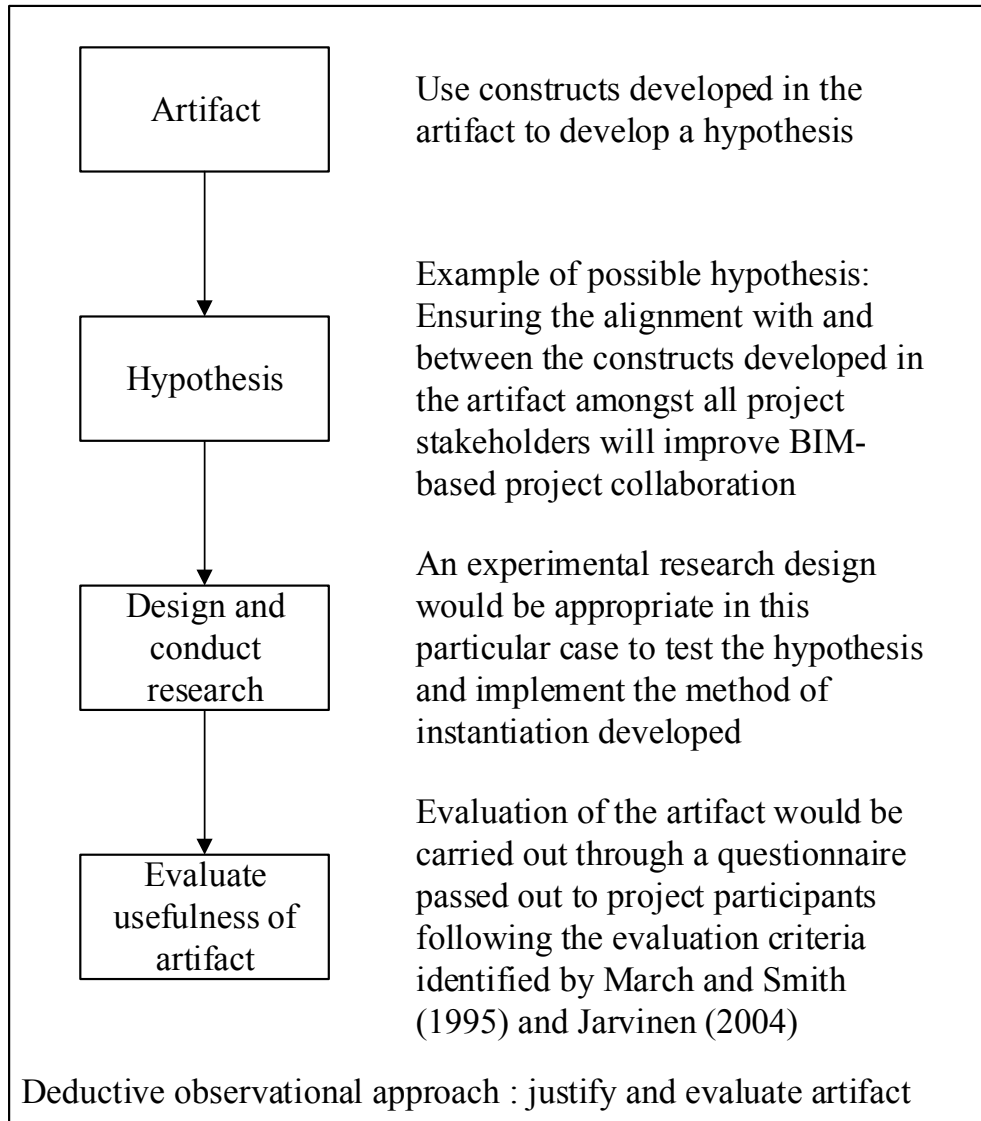 Artifact
Use constructs developed in the
artifact to develop a hypothesis
Hypothesis
Example of possible hypothesis:
Ensuring the alignment with and
between the constructs developed in
the artifact amongst all project
stakeholders will improve BIM-
based project collaboration
Design and
conduct
research
An experimental research design
would be appropriate in this
particular case to test the hypothesis
and implement the method of
instantiation developed
Evaluate
usefulness of
artifact
Evaluation of the artifact would be
carried out through a questionnaire
passed out to project participants
following the evaluation criteria
identified by March and Smith
(1995) and Jarvinen (2004)
Deductive observational approach : justify and evaluate artifact